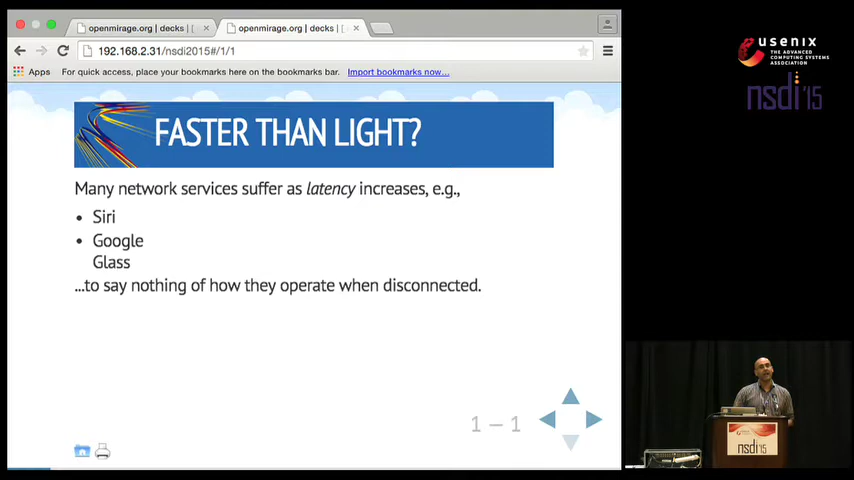 openmirage.org | decks | [
openmirage.org | decks | [
192.168.2.31/nsdi2015#/1/1
Apps
For quick access, place your bookmarks here on the bookmarks bar.
Import bookmarks now...
FASTER THAN LIGHT?
Many network services suffer as latency increases, e.g.,
• Siri
• Google
Glass
...to say nothing of how they operate when disconnected.
1 — 1
usenix
THE ADVANCED
COMPUTING SYSTEMS
ASSOCIATION
nsdi'15
nsdi'15